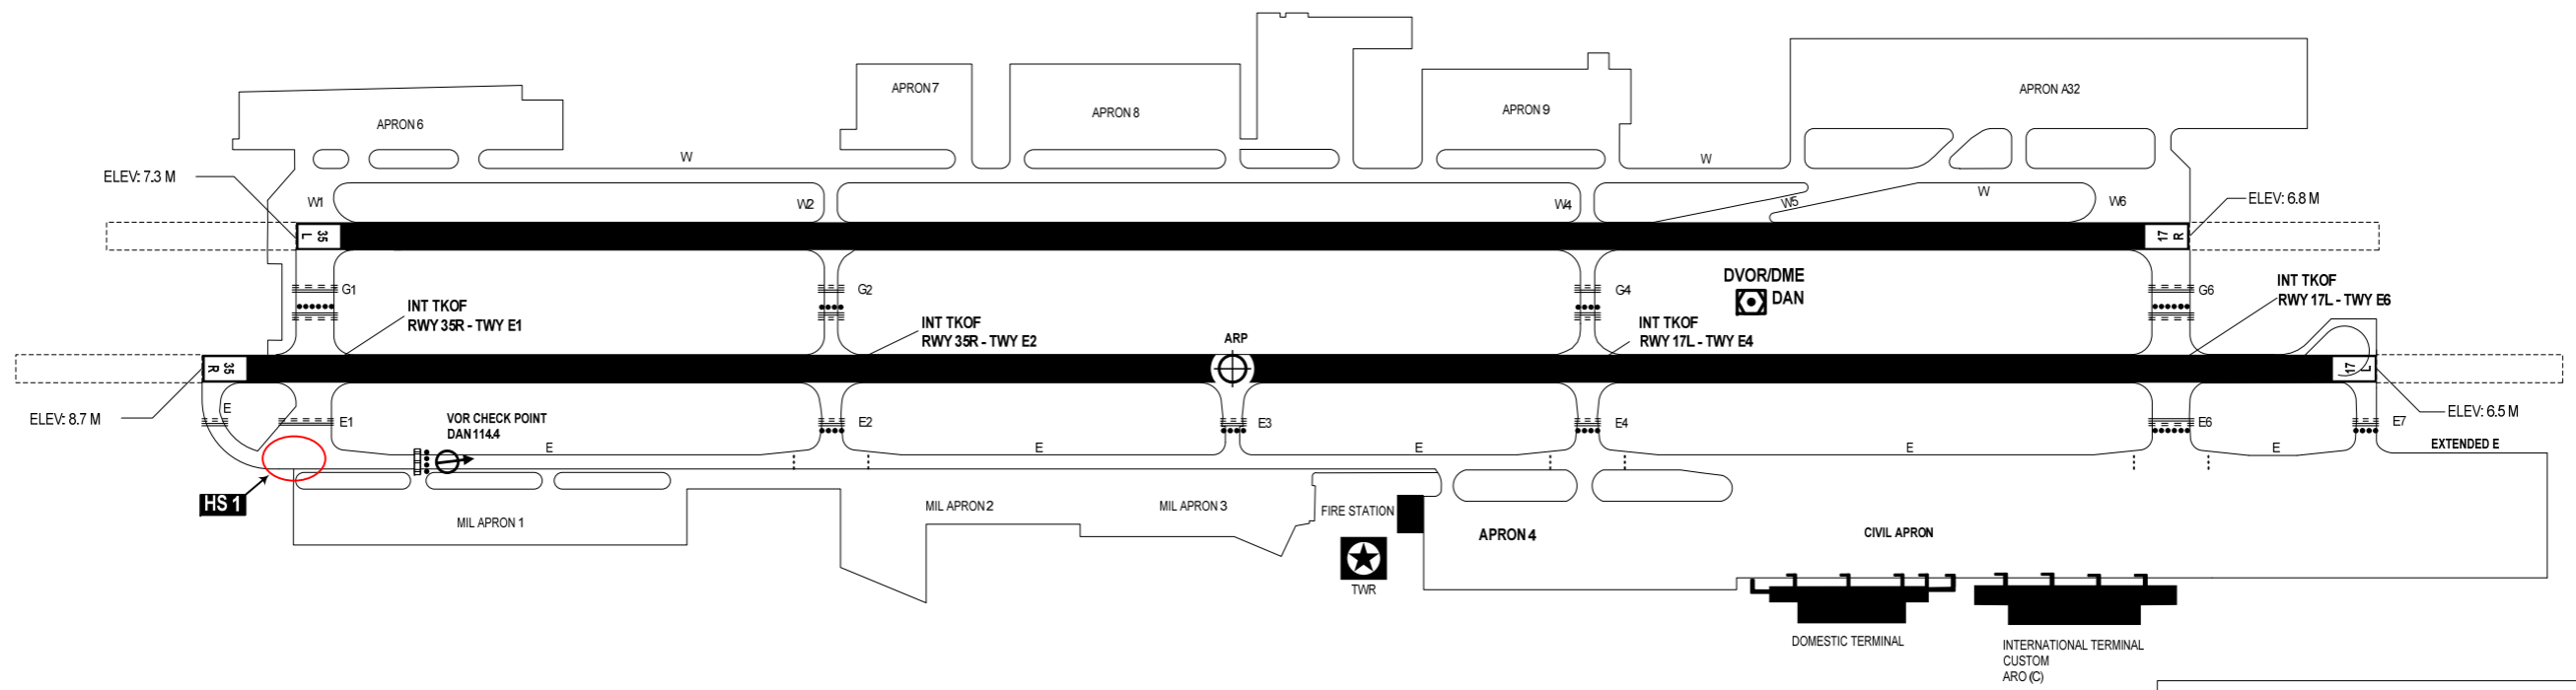 APRON 6
APRON 7
APRON 8
APRON 9
APRON A32
W
W
ELEV: 7.3 M
W1
W2
W4
W5
W
W6
ELEV: 6.8 M
35
L
17
R
G1
G2
G4
DVOR/DME
DAN
G6
INT TKOF
RWY 35R - TWY E1
INT TKOF
RWY 35R - TWY E2
ARP
INT TKOF
RWY 17L - TWY E4
INT TKOF
RWY 17L - TWY E6
35
R
17
L
ELEV: 8.7 M
E
E1
VOR CHECK POINT
DAN 114.4
E2
E3
E4
E6
E7
ELEV: 6.5 M
E
E
E
E
E
EXTENDED E
HS 1
MIL APRON 1
MIL APRON 2
MIL APRON 3
FIRE STATION
APRON 4
CIVIL APRON
TWR
DOMESTIC TERMINAL
INTERNATIONAL TERMINAL
CUSTOM
ARO (C)